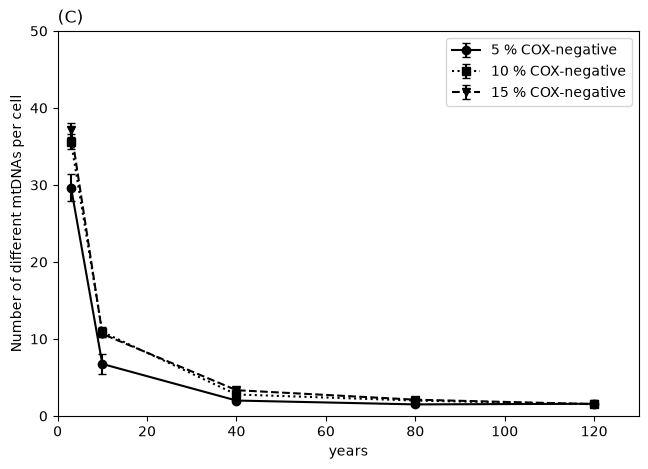 (C)
Number of different mtDNAs per cell
50
40
30
20
10
0
5 % COX-negative
10 % COX-negative
15 % COX-negative
0 20 40 60 80 100 120
years